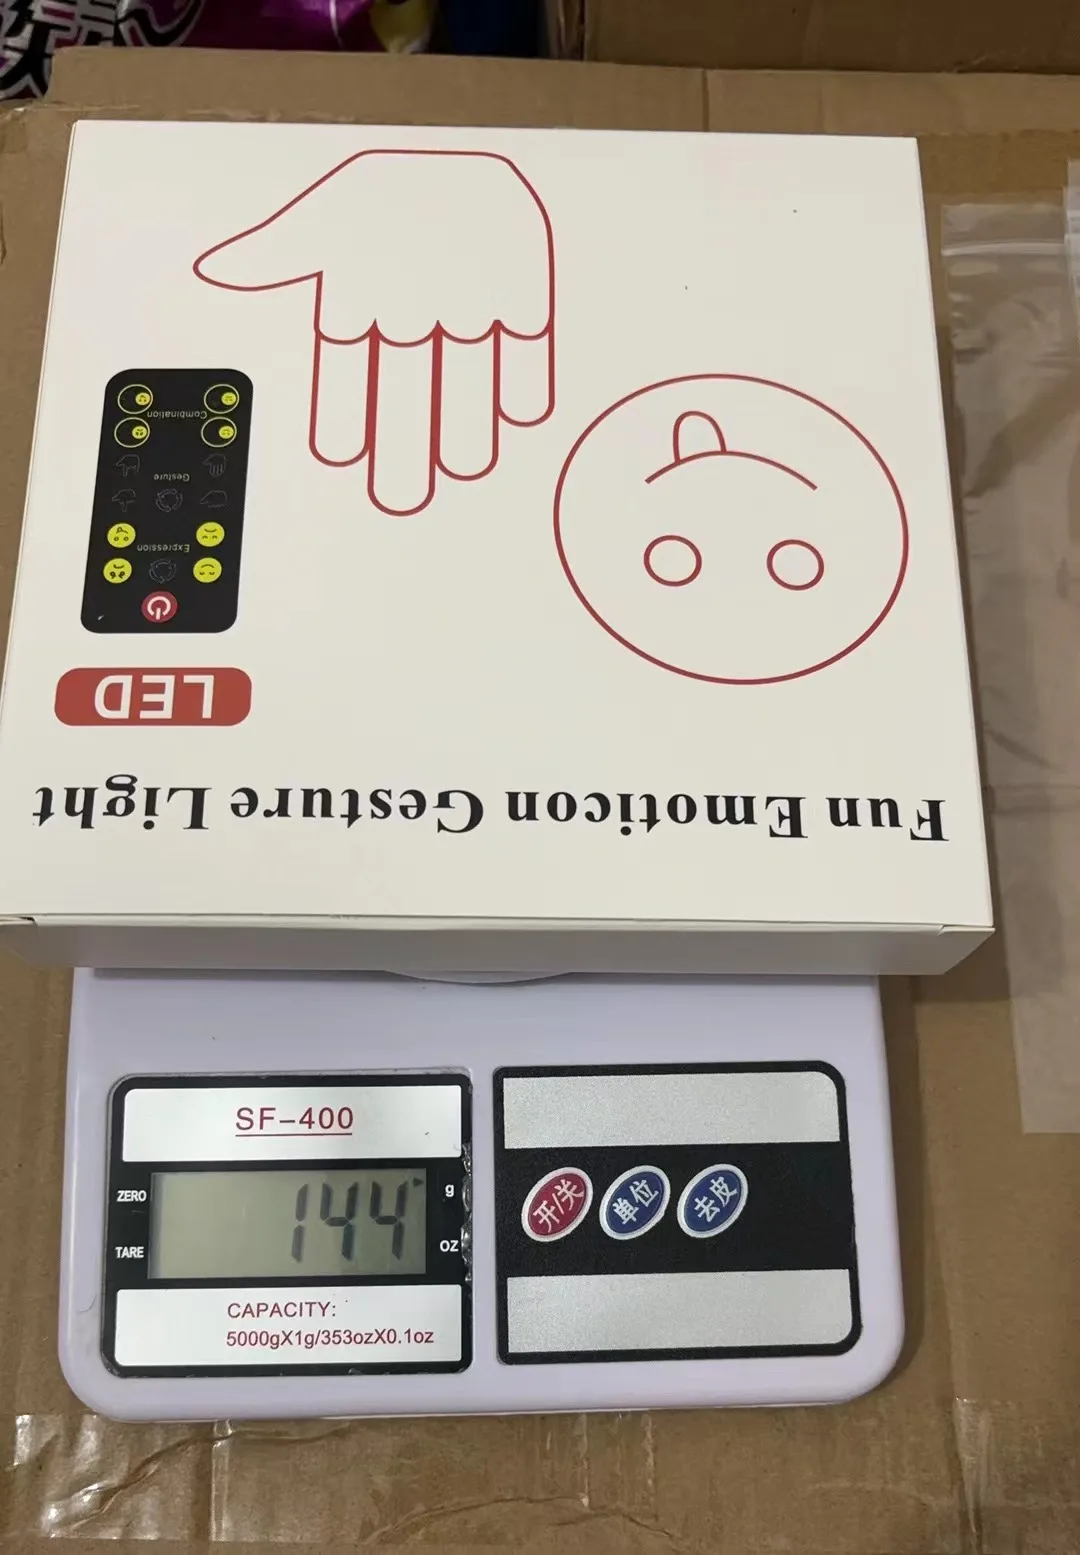 Fun Emoticon Gesture Light
LED
Expression
Gesture
Combination
SF-400
ZERO
TARE
144
g
OZ
CAPACITY:
5000gX1g/353ozX0.1oz
开/关
单位
去皮